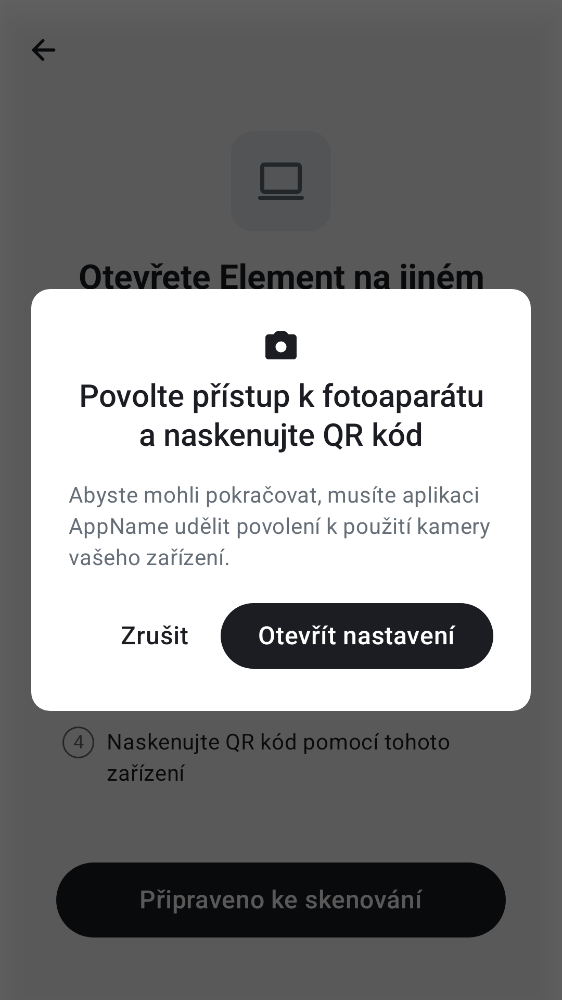 Otevřete Element na jiném
Povolte přístup k fotoaparátu
a naskenujte QR kód
Abyste mohli pokračovat, musíte aplikaci
AppName udělit povolení k použití kamery
vašeho zařízení.
Zrušit
Otevřít nastavení
4
Naskenujte QR kód pomocí tohoto
zařízení
Připraveno ke skenování